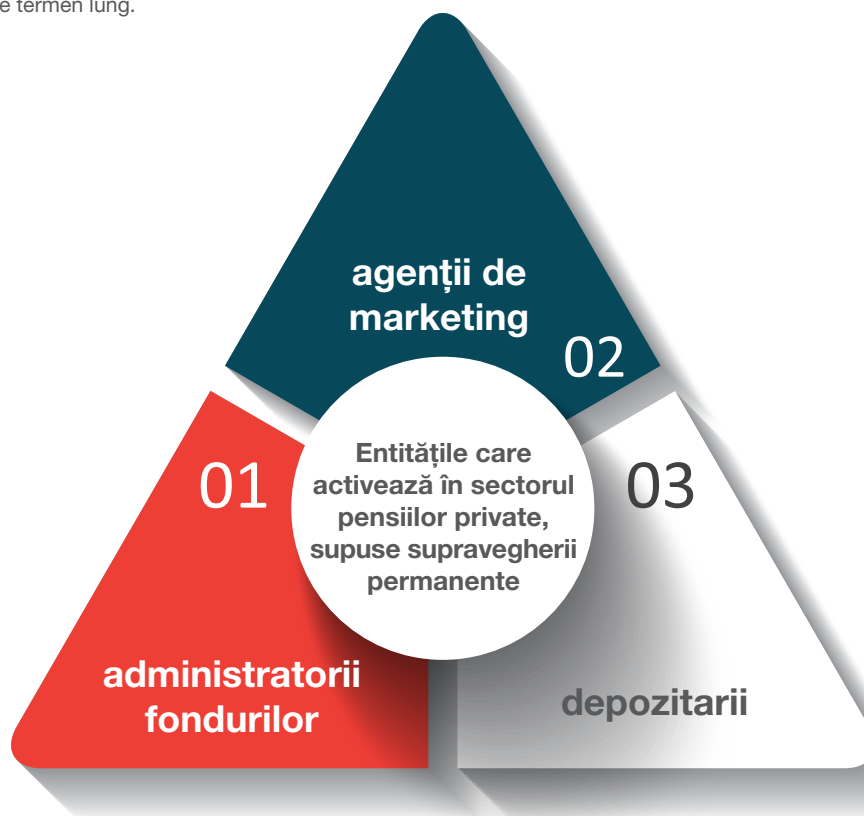 e termen lung.
agenții de
marketing
02
Entitățile care
activează în sectorul
pensiilor private,
supuse supravegherii
permanente
01
03
administratorii
fondurilor
depozitarii